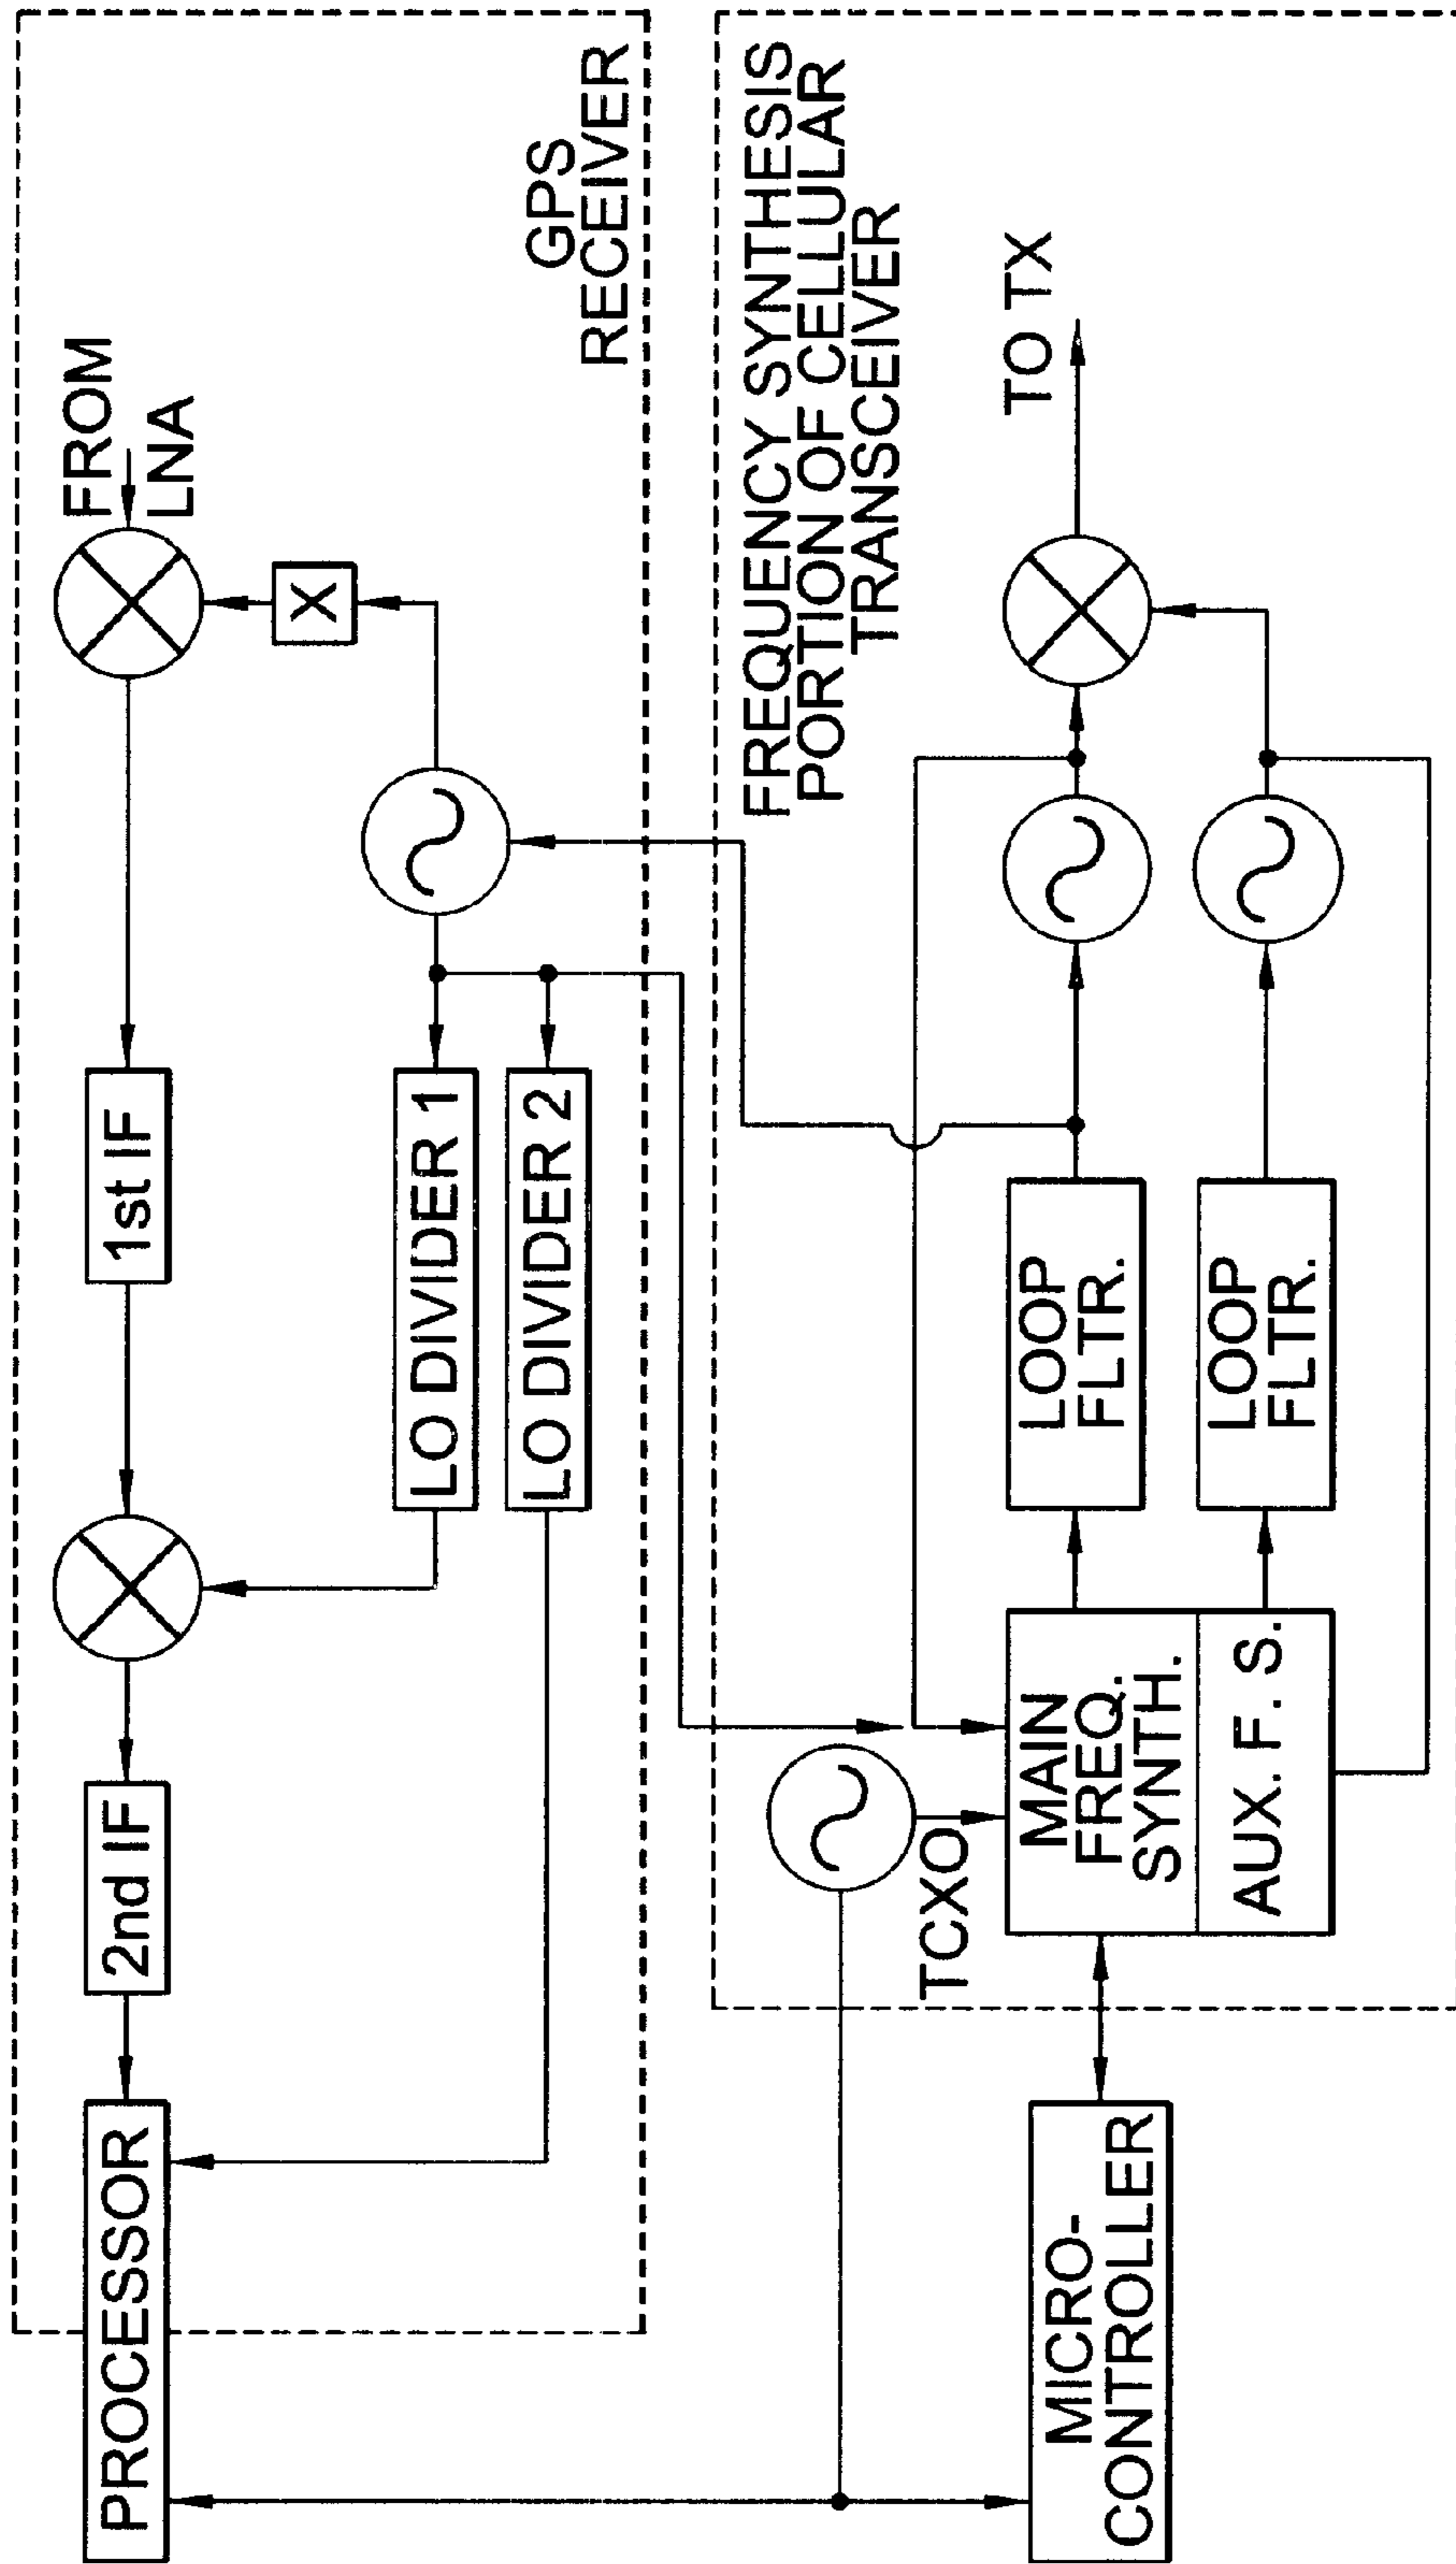 FROM
LNA
X
1st IF
2nd IF
PROCESSOR
GPS
RECEIVER
LO DIVIDER 1
LO DIVIDER 2
FREQUENCY SYNTHESIS
PORTION OF CELLULAR
TRANSCEIVER
TO TX
LOOP
FLTR.
LOOP
FLTR.
TCXO
MAIN
FREQ.
SYNTH.
AUX. F. S.
MICRO-
CONTROLLER